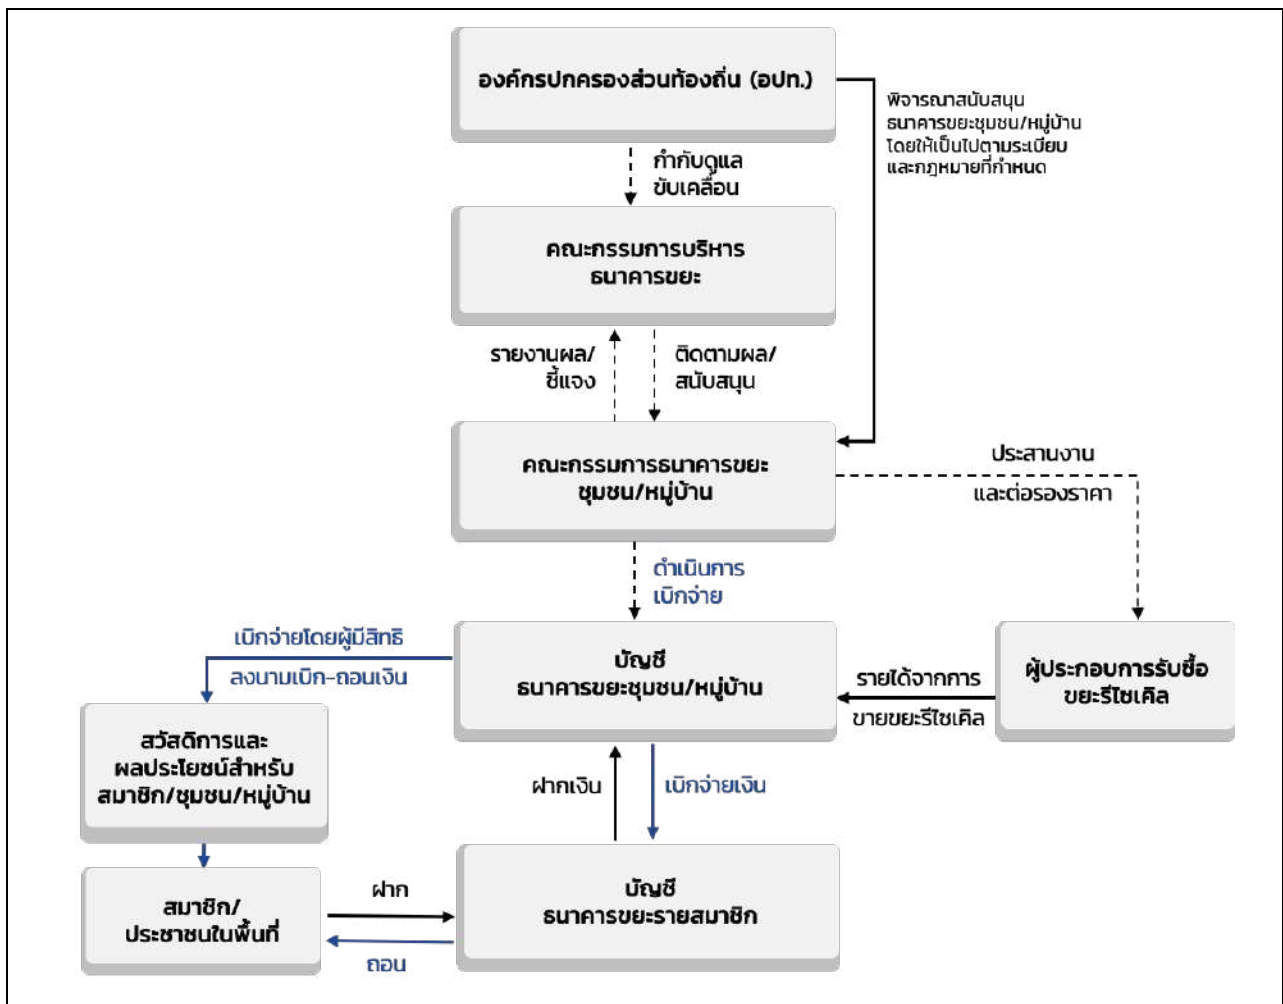 องค์กรปกครองส่วนท้องถิ่น (อปท.)
พิจารณาสนับสนุน
ธนาคารขยะชุมชน/หมู่บ้าน
โดยให้เป็นไปตามระเบียบ
และกฎหมายที่กำหนด
กำกับดูแล
ขับเคลื่อน
คณะกรรมการบริหาร
ธนาคารขยะ
รายงานผล/
ชี้แจง
ติดตามผล/
สนับสนุน
คณะกรรมการธนาคารขยะ
ชุมชน/หมู่บ้าน
ประสานงาน
และต่อรองราคา
ดำเนินการ
เบิกจ่าย
เบิกจ่ายโดยผู้มีสิทธิ
ลงนามเบิก-ถอนเงิน
บัญชี
ธนาคารขยะชุมชน/หมู่บ้าน
รายได้จากการ
ขายขยะรีไซเคิล
ผู้ประกอบการรับซื้อ
ขยะรีไซเคิล
สวัสดิการและ
ผลประโยชน์สำหรับ
สมาชิก/ชุมชน/หมู่บ้าน
ฝากเงิน
เบิกจ่ายเงิน
สมาชิก/
ประชาชนในพื้นที่
ฝาก
ถอน
บัญชี
ธนาคารขยะรายสมาชิก